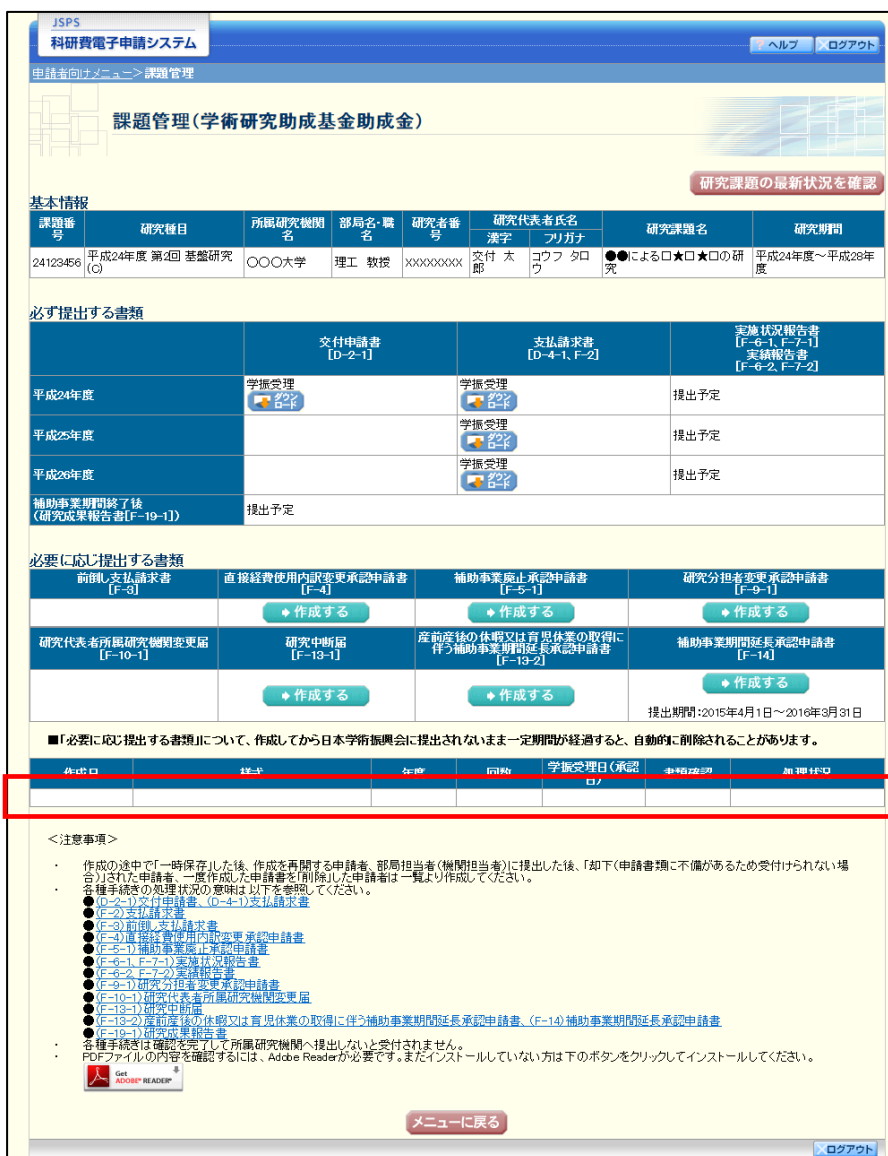 JSPS
科研費電子申請システム
? ヘルプ
×ログアウト
申請者向けメニュー>課題管理
課題管理(学術研究助成基金助成金)
研究課題の最新状況を確認
基本情報
課題番号 研究種目 所属研究機関名 部局名・職名 研究者番号 研究代表者氏名 研究課題名 研究期間
漢字 フリガナ
24123456 平成24年度 第2回 基盤研究(C) ○○○大学 理工 教授 XXXXXXXX 交付 太郎 コウフ タロウ ●●による□★□★□の研究 平成24年度~平成28年度
必ず提出する書類
交付申請書
[D-2-1]
支払請求書
[D-4-1、F-2]
実施状況報告書
[F-6-1、F-7-1]
実績報告書
[F-6-2、F-7-2]
平成24年度 学振受理 ダウンロード 学振受理 ダウンロード 提出予定
平成25年度 学振受理 ダウンロード 提出予定
平成26年度 学振受理 ダウンロード 提出予定
補助事業期間終了後
(研究成果報告書[F-19-1]) 提出予定
必要に応じ提出する書類
前倒し支払請求書
[F-3]
直接経費使用内訳変更承認申請書
[F-4]
補助事業廃止承認申請書
[F-5-1]
研究分担者変更承認申請書
[F-9-1]
作成する 作成する 作成する
研究代表者所属研究機関変更届
[F-10-1]
研究中断届
[F-13-1]
産前産後の休暇又は育児休業の取得に
伴う補助事業期間延長承認申請書
[F-13-2]
補助事業期間延長承認申請書
[F-14]
作成する 作成する 作成する
提出期間:2015年4月1日~2016年3月31日
■「必要に応じ提出する書類」について、作成してから日本学術振興会に提出されないまま一定期間が経過すると、自動的に削除されることがあります。
作成日 様式 年度 回数 学振受理日(承認日) 書類確認 処理状況
<注意事項>
・ 作成の途中で「一時保存」した後、作成を再開する申請者、部局担当者(機関担当者)に提出した後、「却下(申請書類に不備があるため受付けられない場
合)」された申請者、一度作成した申請書を「削除」した申請者は一覧より作成してください。
・ 各種手続きの処理状況の意味は以下を参照してください。
●(D-2-1)交付申請書、(D-4-1)支払請求書
●(F-2)支払請求書
●(F-3)前倒し支払請求書
●(F-4)直接経費使用内訳変更承認申請書
●(F-5-1)補助事業廃止承認申請書
●(F-6-1、F-7-1)実施状況報告書
●(F-6-2、F-7-2)実績報告書
●(F-9-1)研究分担者変更承認申請書
●(F-10-1)研究代表者所属研究機関変更届
●(F-13-1)研究中断届
●(F-13-2)産前産後の休暇又は育児休業の取得に伴う補助事業期間延長承認申請書、(F-14)補助事業期間延長承認申請書
●(F-19-1)研究成果報告書
・ 各種手続きは確認を完了して所属研究機関へ提出しないと受付されません。
・ PDFファイルの内容を確認するには、Adobe Readerが必要です。まだインストールしていない方は下のボタンをクリックしてインストールしてください。
Get
ADOBE® READER®
メニューに戻る
×ログアウト